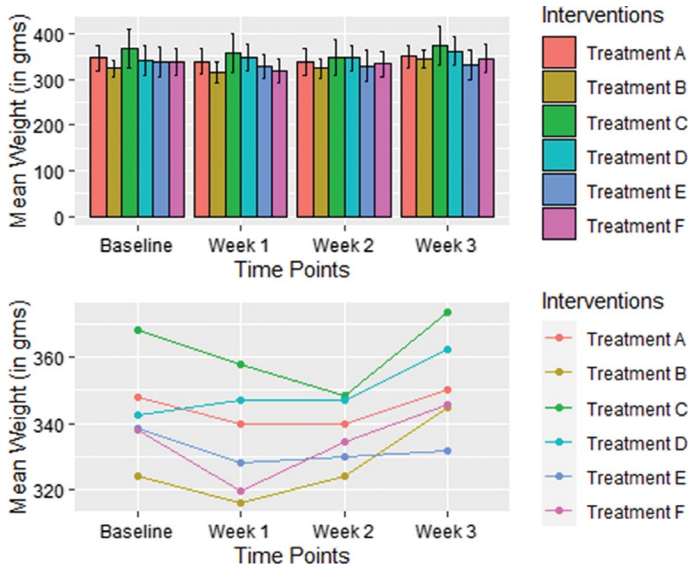 Interventions
Treatment A
Treatment B
Treatment C
Treatment D
Treatment E
Treatment F
Mean Weight (in gms)
400
300
200
100
0
Baseline Week 1 Week 2 Week 3
Time Points
Interventions
Treatment A
Treatment B
Treatment C
Treatment D
Treatment E
Treatment F
Mean Weight (in gms)
360
340
320
Baseline Week 1 Week 2 Week 3
Time Points